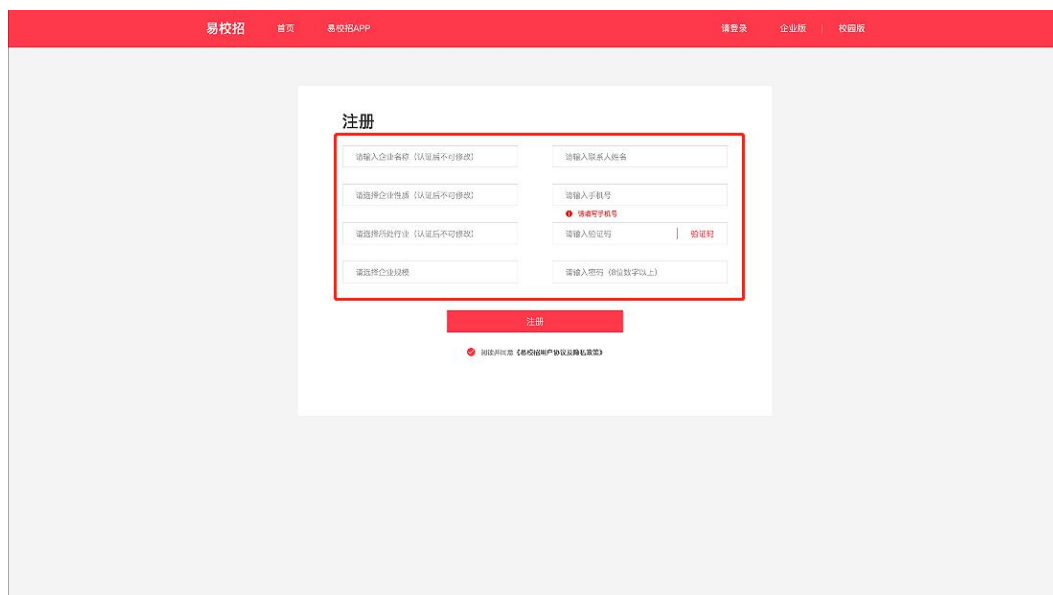 易校招 首页 易校招APP 请登录 企业版 | 校园版
注册
请输入企业名称（认证后不可修改） 请输入联系人姓名
请选择企业性质（认证后不可修改） 请输入手机号
请填写手机号
请选择所处行业（认证后不可修改） 请输入验证码 | 验证码
请选择企业规模 请输入密码（8位数字以上）
注册
阅读并同意《易校招用户协议及隐私政策》